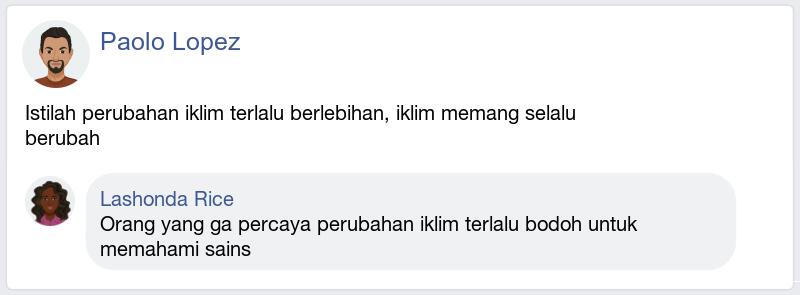 Paolo Lopez
Istilah perubahan iklim terlalu berlebihan, iklim memang selalu
berubah
Lashonda Rice
Orang yang ga percaya perubahan iklim terlalu bodoh untuk
memahami sains